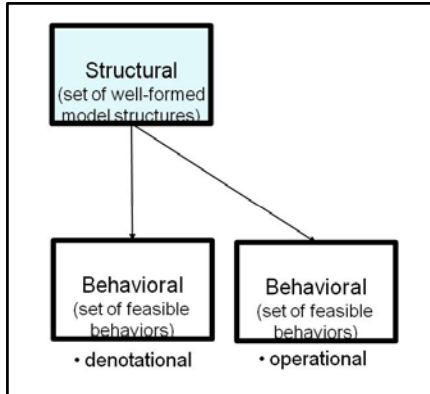 Structural
(set of well-formed
model structures)
Behavioral
(set of feasible
behaviors)
• denotational
Behavioral
(set of feasible
behaviors)
• operational